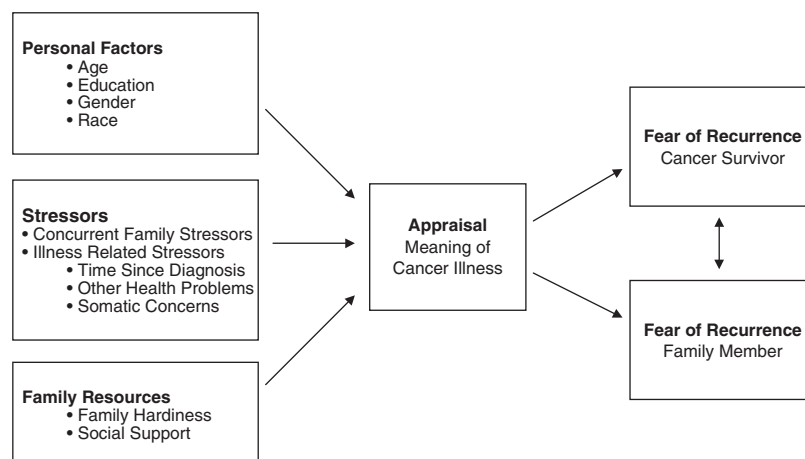 Personal Factors
• Age
• Education
• Gender
• Race
Stressors
• Concurrent Family Stressors
• Illness Related Stressors
• Time Since Diagnosis
• Other Health Problems
• Somatic Concerns
Family Resources
• Family Hardiness
• Social Support
Appraisal
Meaning of
Cancer Illness
Fear of Recurrence
Cancer Survivor
Fear of Recurrence
Family Member